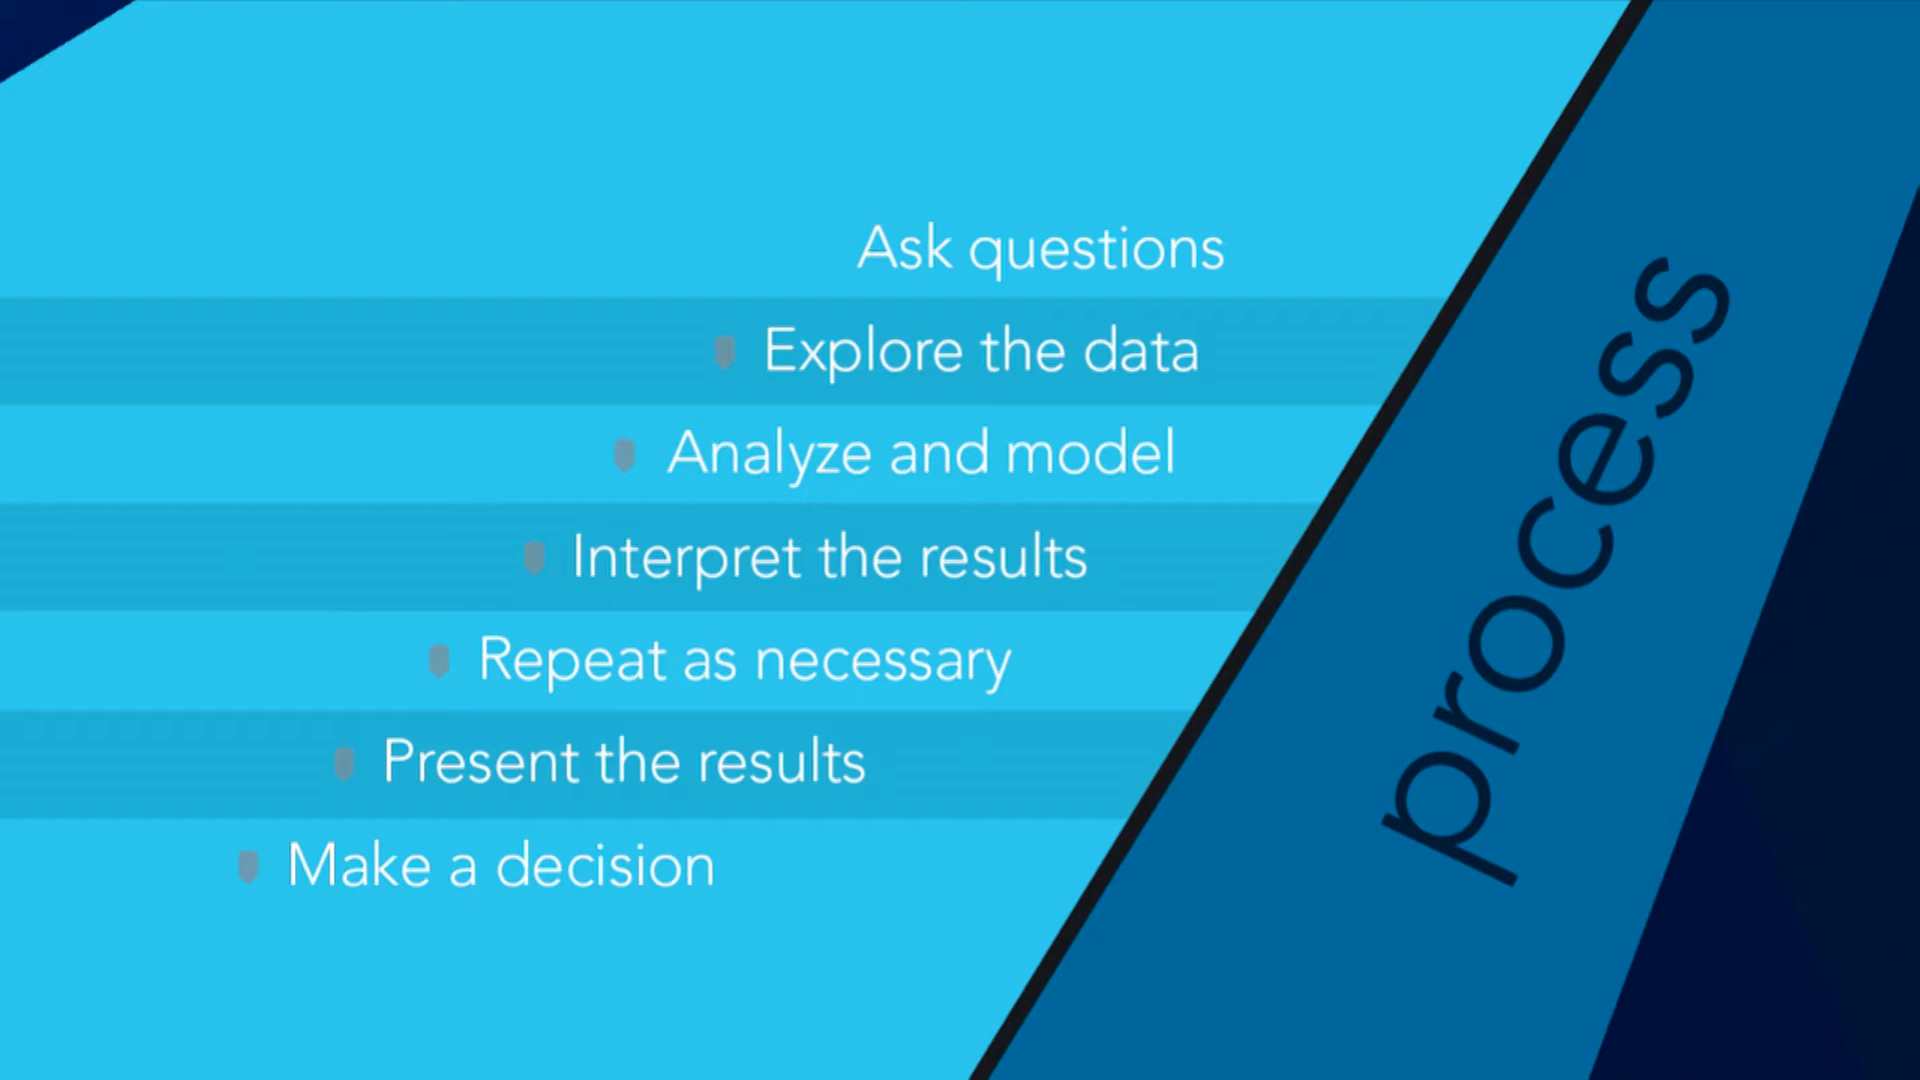 Ask questions
Explore the data
Analyze and model
Interpret the results
Repeat as necessary
Present the results
Make a decision
process